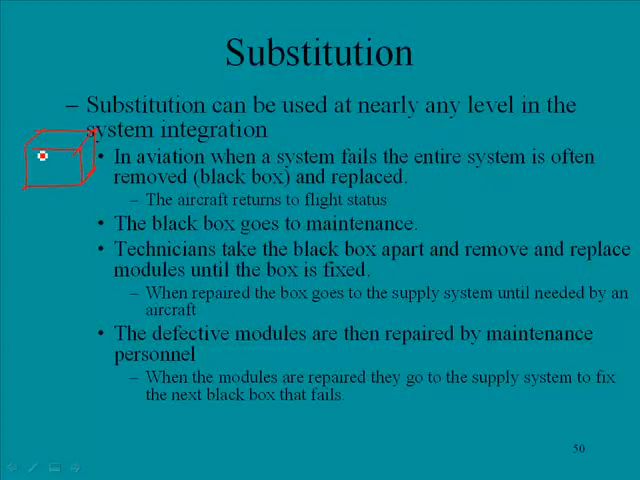 Substitution
– Substitution can be used at nearly any level in the
system integration
• In aviation when a system fails the entire system is often
removed (black box) and replaced.
– The aircraft returns to flight status
• The black box goes to maintenance.
• Technicians take the black box apart and remove and replace
modules until the box is fixed.
– When repaired the box goes to the supply system until needed by an
aircraft
• The defective modules are then repaired by maintenance
personnel
– When the modules are repaired they go to the supply system to fix
the next black box that fails.
50